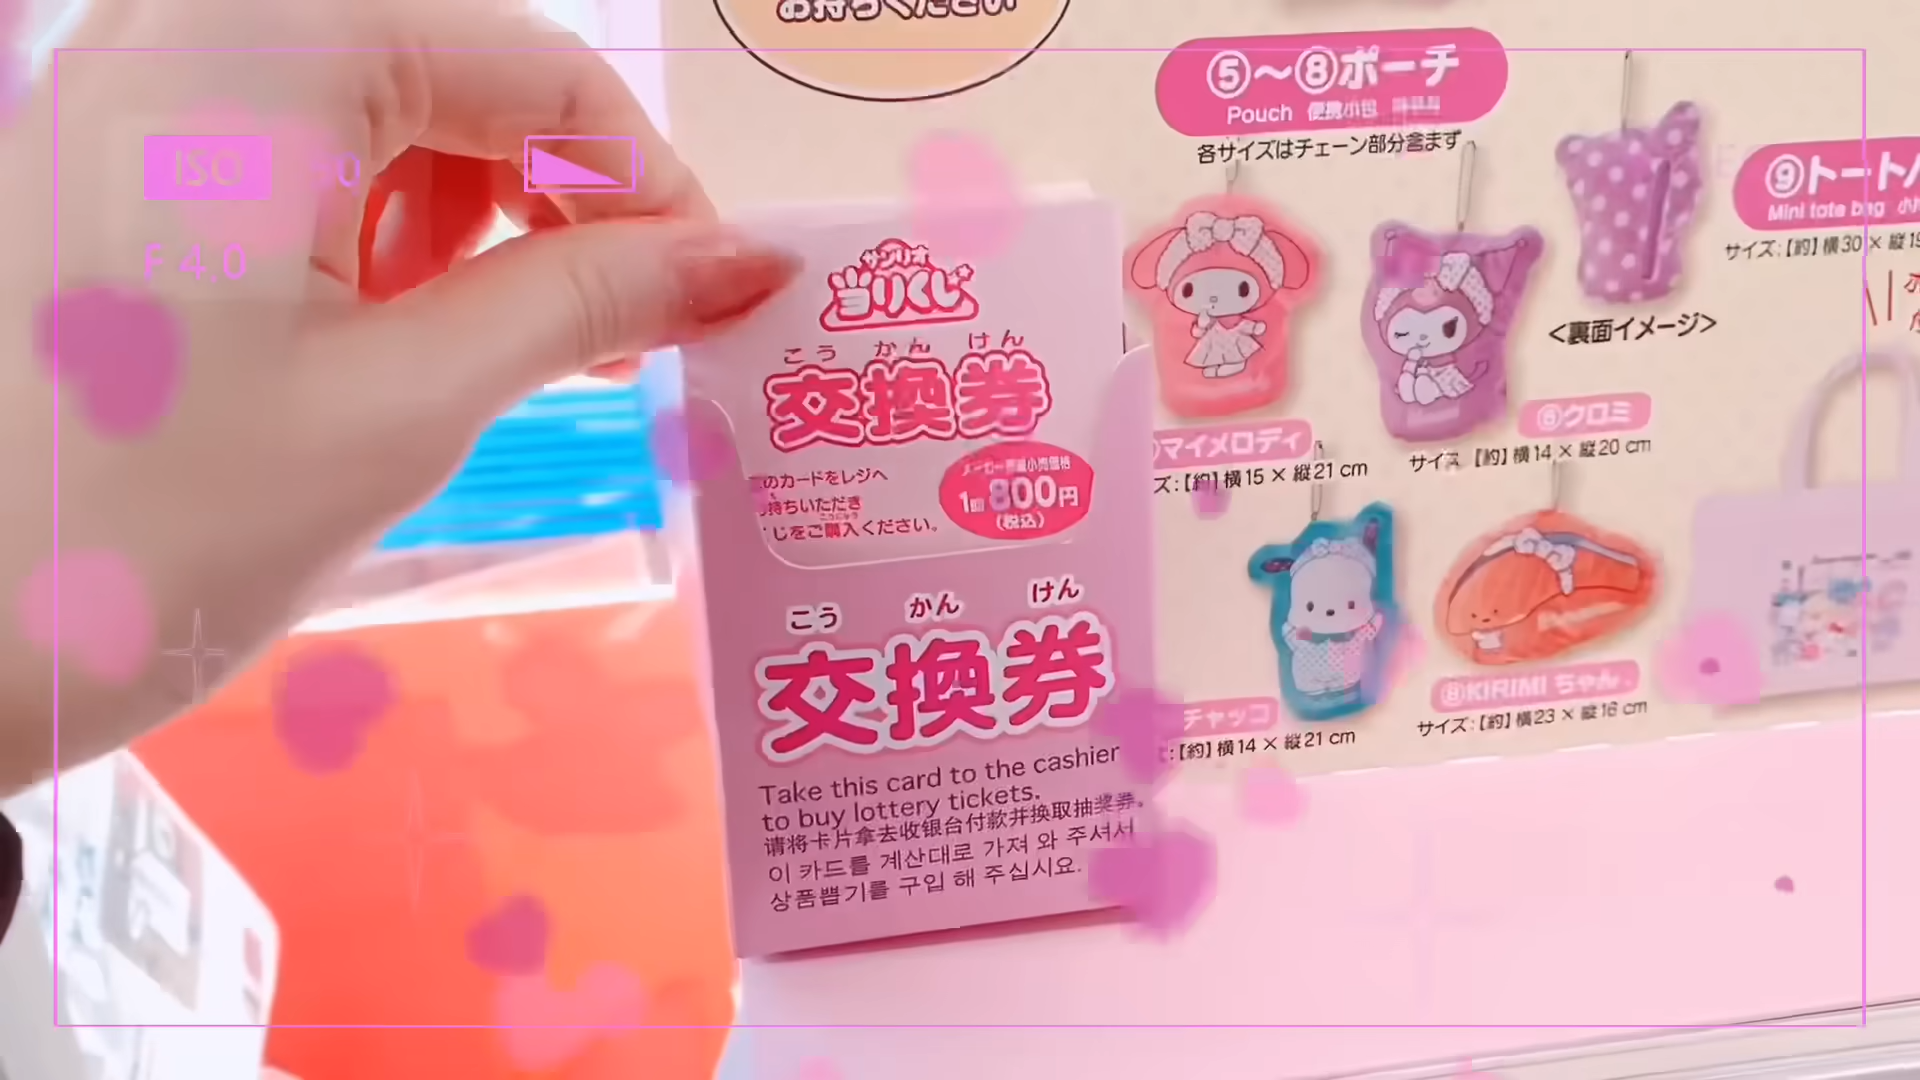 お持ちください
⑤〜⑧ポーチ
Pouch 便携小包
各サイズはチェーン部分含まず
⑨トート
Mini tote bag
サイズ:【約】横30×縦19
<裏面イメージ>
ISO
F 4.0
サンリオ
当りくじ
こう かん けん
交換券
このカードをレジへ
お持ちいただき
くじをご購入ください。
メーカー希望小売価格
1回800円
(税込)
こう かん けん
交換券
Take this card to the cashier
to buy lottery tickets.
请将卡片拿去收银台付款并换取抽奖券。
이 카드를 계산대로 가져 와 주셔서
상품뽑기를 구입 해 주십시요.
マイメロディ
ズ:【約】横15×縦21 cm
⑥クロミ
サイズ【約】横14×縦20 cm
チャッコ
:【約】横14×縦21 cm
⑧KIRIMIちゃん.
サイズ:【約】横23×縦16 cm